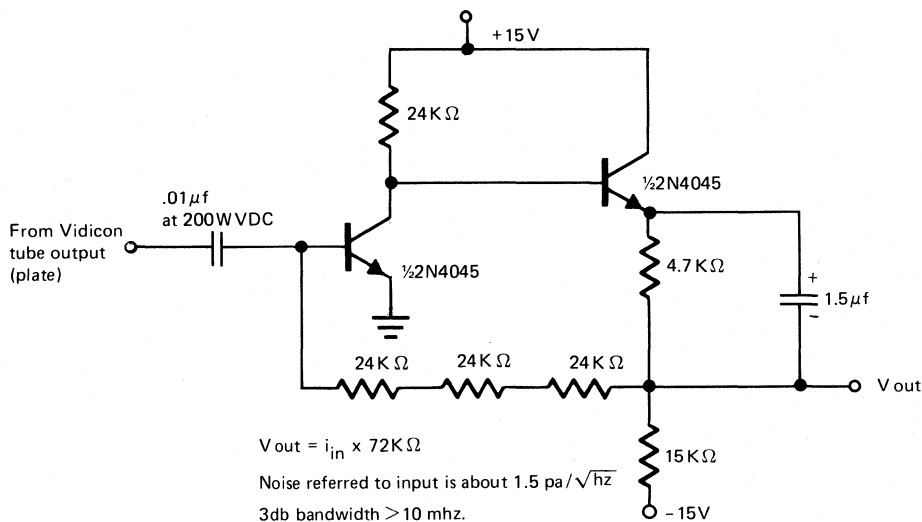 +15V
24KΩ
½2N4045
.01μf
at 200WVDC
From Vidicon
tube output
(plate)
½2N4045
4.7KΩ
+
1.5μf
–
24KΩ 24KΩ 24KΩ
V out
V out = i_in x 72KΩ
15KΩ
Noise referred to input is about 1.5 pa/√hz
3db bandwidth > 10 mhz.
–15V